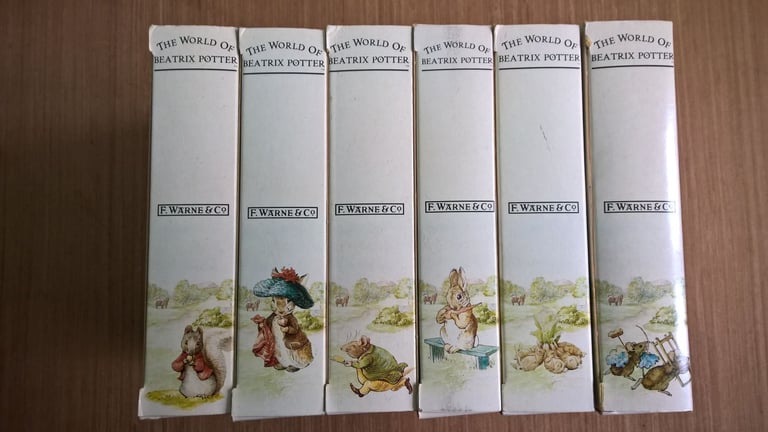 THE WORLD OF
BEATRIX POTTER
F. WARNE & Co
THE WORLD OF
BEATRIX POTTER
F. WARNE & Co
THE WORLD OF
BEATRIX POTTER
F. WARNE & Co
THE WORLD OF
BEATRIX POTTER
F. WARNE & Co
THE WORLD OF
BEATRIX POTTER
F. WARNE & Co
THE WORLD OF
BEATRIX POTTER
F. WARNE & Co